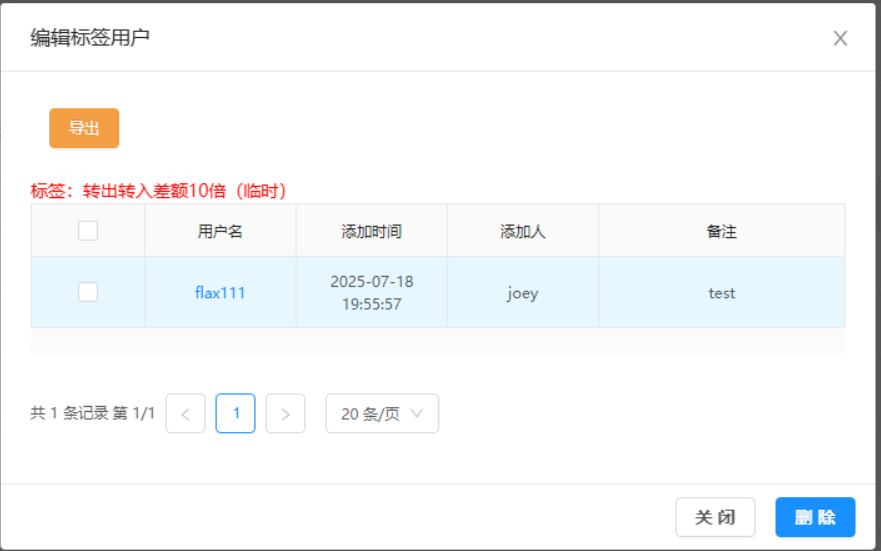 编辑标签用户
导出
标签：转出转入差额10倍（临时）
用户名 添加时间 添加人 备注
flax111 2025-07-18 19:55:57 joey test
共 1 条记录 第 1/1 < 1 > 20 条/页
关 闭 删 除